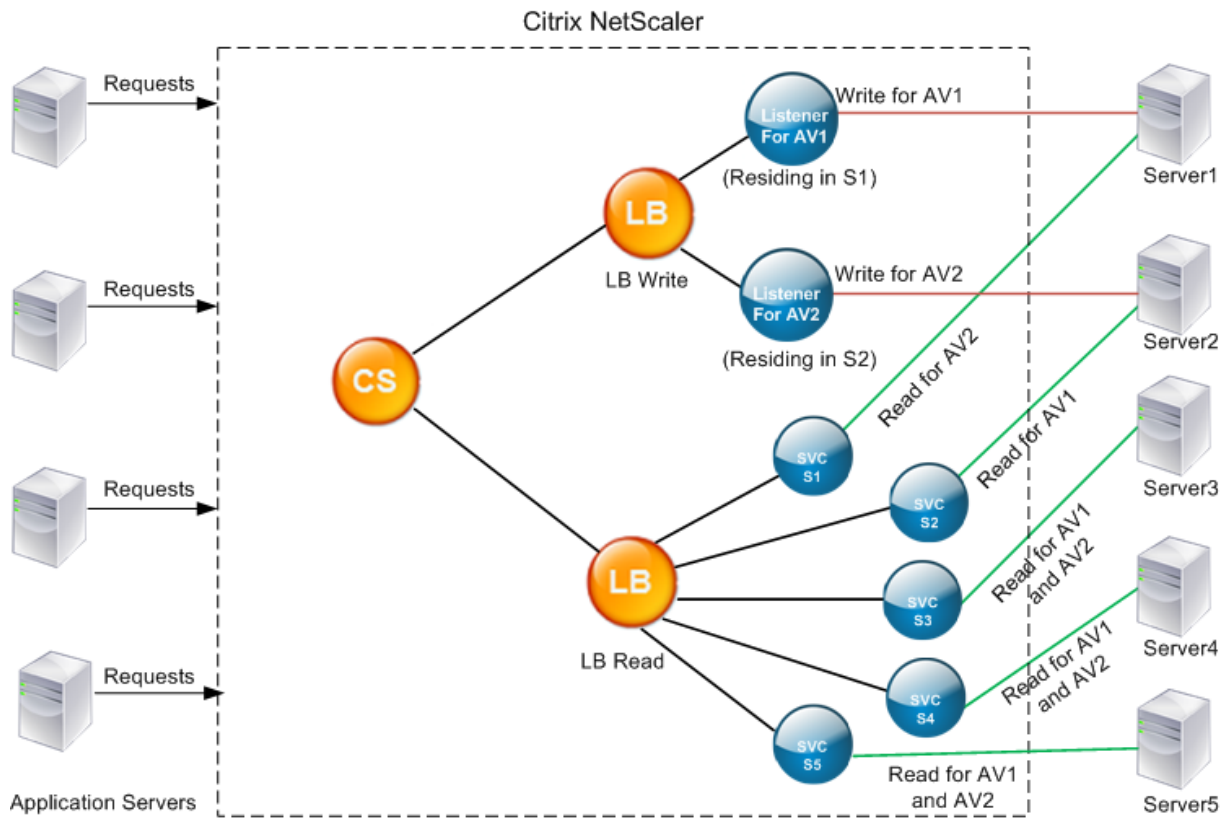 Citrix NetScaler
Requests
Requests
Requests
Requests
Application Servers
CS
LB
LB Write
Listener
For AV1
(Residing in S1)
Write for AV1
Listener
For AV2
(Residing in S2)
Write for AV2
LB
LB Read
SVC
S1
Read for AV2
SVC
S2
Read for AV1
SVC
S3
Read for AV1
and AV2
SVC
S4
Read for AV1
and AV2
SVC
S5
Read for AV1
and AV2
Server1
Server2
Server3
Server4
Server5